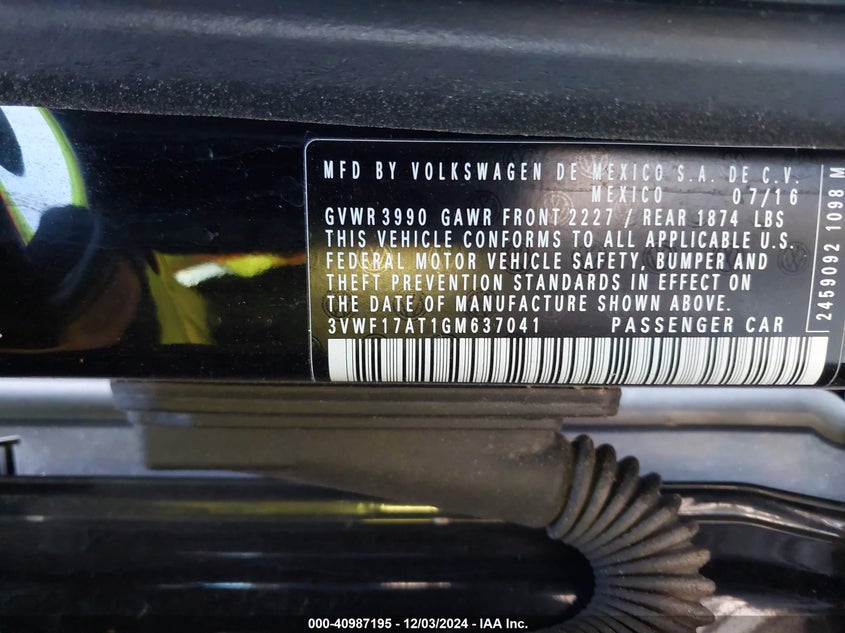 MFD BY VOLKSWAGEN DE MEXICO S.A. DE C.V.
MEXICO 07/16
GVWR 3990 GAWR FRONT 2227 / REAR 1874 LBS
THIS VEHICLE CONFORMS TO ALL APPLICABLE U.S.
FEDERAL MOTOR VEHICLE SAFETY, BUMPER AND
THEFT PREVENTION STANDARDS IN EFFECT ON
THE DATE OF MANUFACTURE SHOWN ABOVE.
3VWF17AT1GM637041 PASSENGER CAR
2459092 1098 M
000-40987195 - 12/03/2024 - IAA Inc.